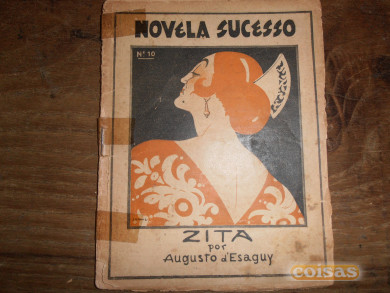 NOVELA SUCESSO
Nº 10
ZITA
por
Augusto d'Esaguy
coisas